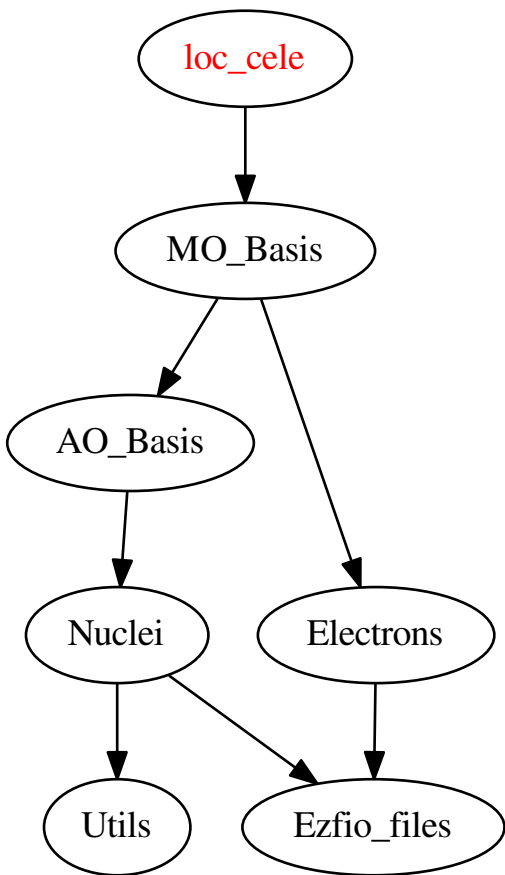 loc_cele
MO_Basis
AO_Basis
Nuclei
Electrons
Utils
Ezfio_files